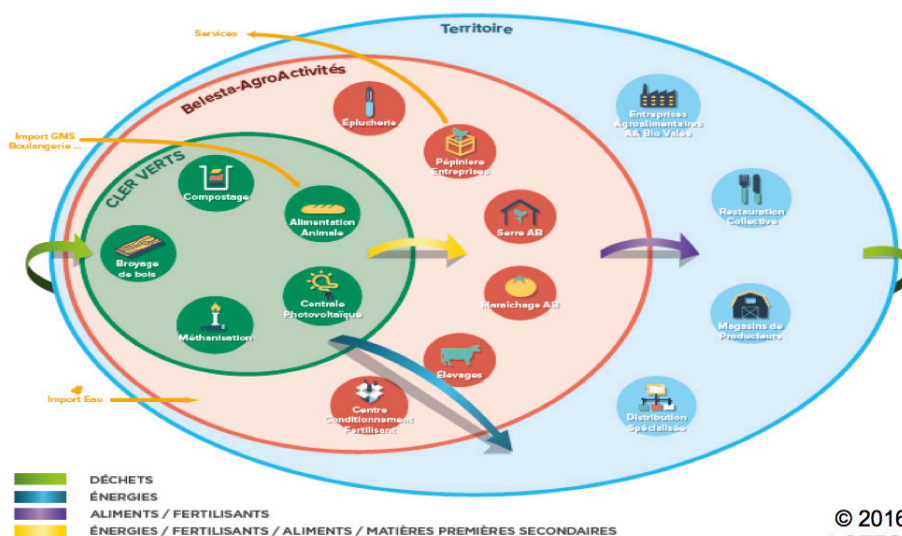 Territoire
Services
Belesta-AgroActivités
Éplucherie
Entreprises
Agroalimentaires
AA Bio Valés
Import GMS
Boulangerie ...
Pépiniere
Entreprises
CLER VERTS
Compostage
Alimentation
Animale
Restauration
Collective
Serre AB
Broyage
de bois
Centrale
Photovoltaïque
Maraîchage AB
Méthanisation
Magasins de
Producteurs
Élevages
Import Eau
Centre
Conditionnement
Fertilisant
Distribution
Spécialisée
DÉCHETS
ÉNERGIES
ALIMENTS / FERTILISANTS
ÉNERGIES / FERTILISANTS / ALIMENTS / MATIÈRES PREMIÈRES SECONDAIRES
© 2016